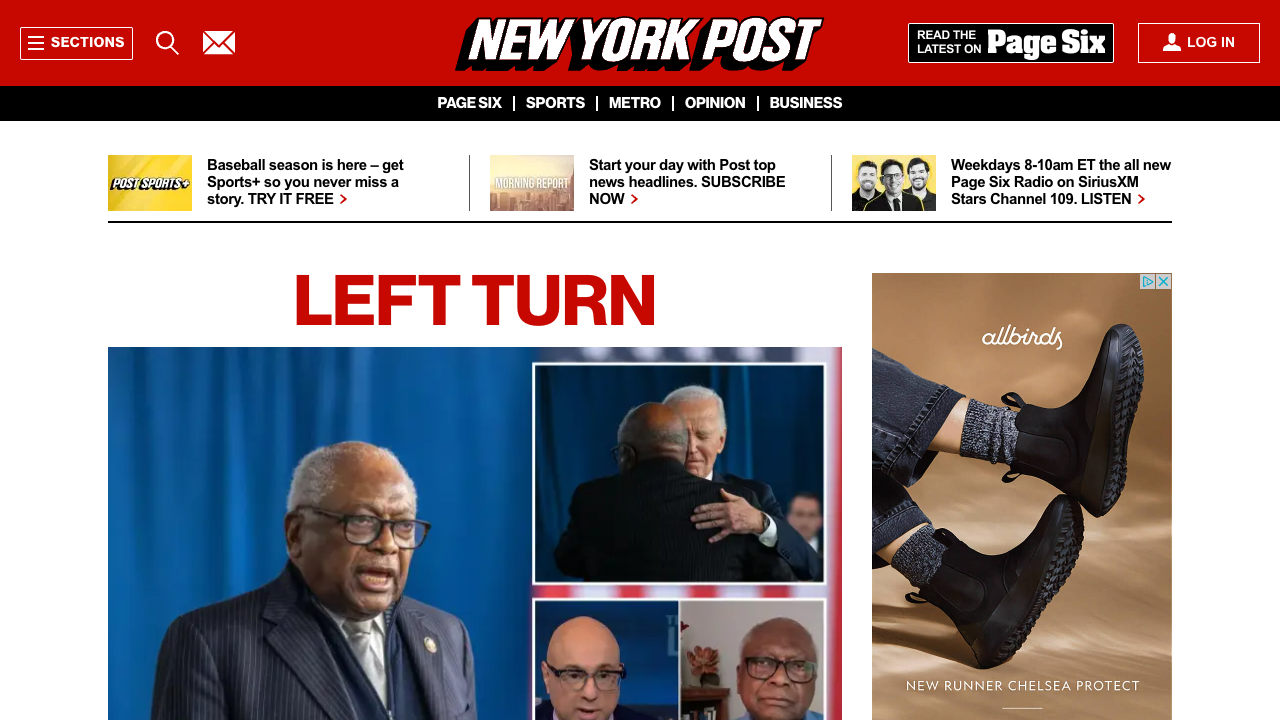 SECTIONS
NEW YORK POST
READ THE
LATEST ON
Page Six
LOG IN
PAGE SIX
SPORTS
METRO
OPINION
BUSINESS
POST SPORTS+
Baseball season is here – get
Sports+ so you never miss a
story. TRY IT FREE
MORNING REPORT
Start your day with Post top
news headlines. SUBSCRIBE
NOW
Weekdays 8-10am ET the all new
Page Six Radio on SiriusXM
Stars Channel 109. LISTEN
LEFT TURN
allbirds
NEW RUNNER CHELSEA PROTECT